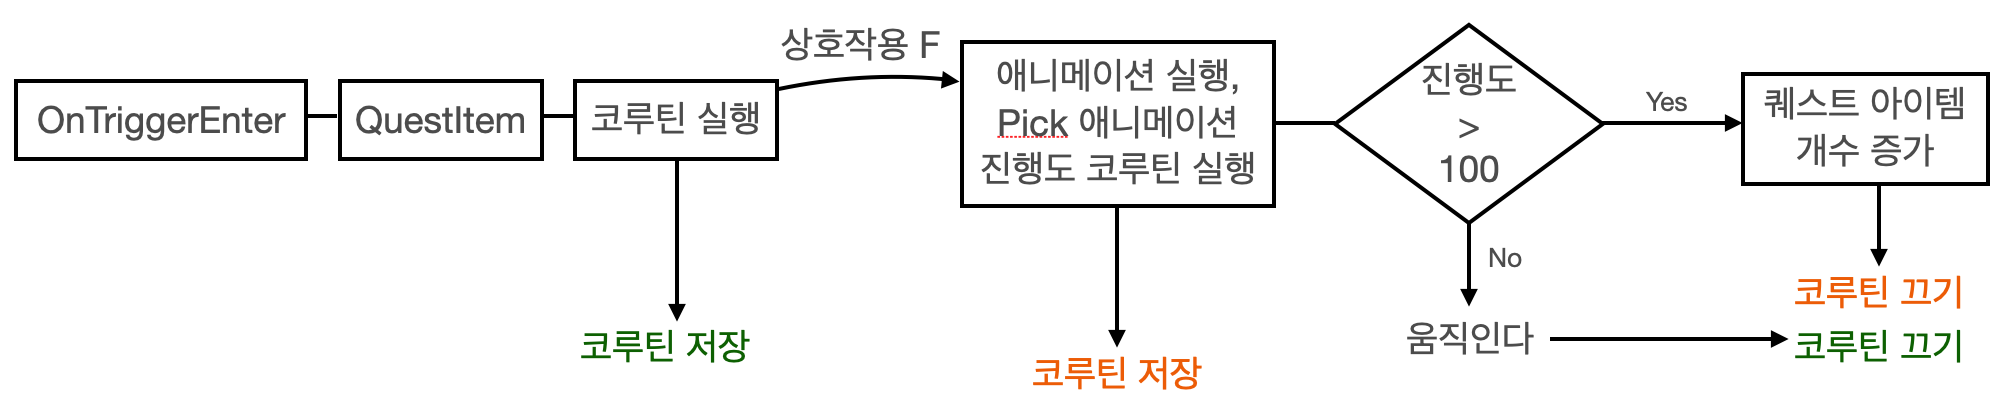 OnTriggerEnter
QuestItem
코루틴 실행
코루틴 저장
상호작용 F
애니메이션 실행,
Pick 애니메이션
진행도 코루틴 실행
코루틴 저장
진행도
>
100
Yes
No
움직인다
퀘스트 아이템
개수 증가
코루틴 끄기
코루틴 끄기